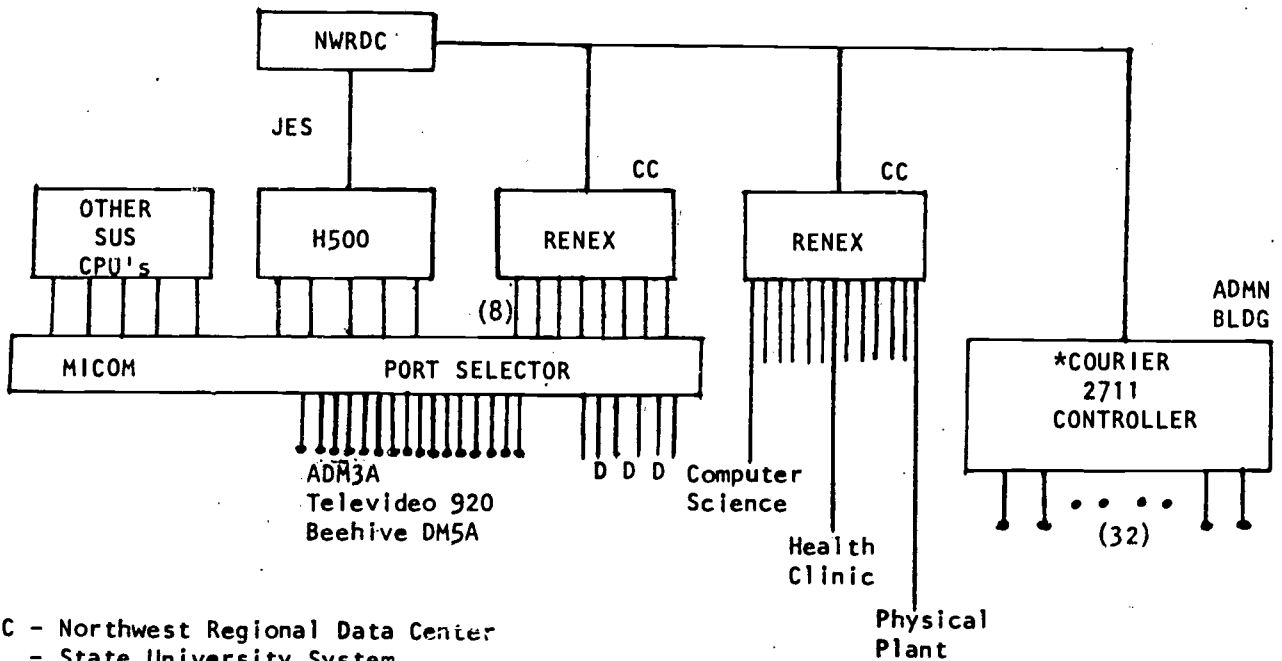 NWRDC
JES
CC
CC
OTHER
SUS
CPU's
H500
RENEX
RENEX
(8)
ADMN
BLDG
MICOM PORT SELECTOR
*COURIER
2711
CONTROLLER
ADM3A
Televideo 920
Beehive DM5A
D D D
Computer
Science
(32)
Health
Clinic
Physical
Plant
C - Northwest Regional Data Center
- State University System